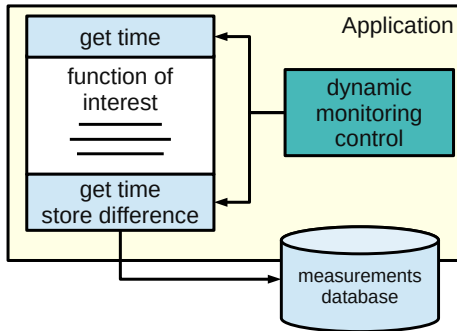 Application
get time
function of
interest
dynamic
monitoring
control
get time
store difference
measurements
database